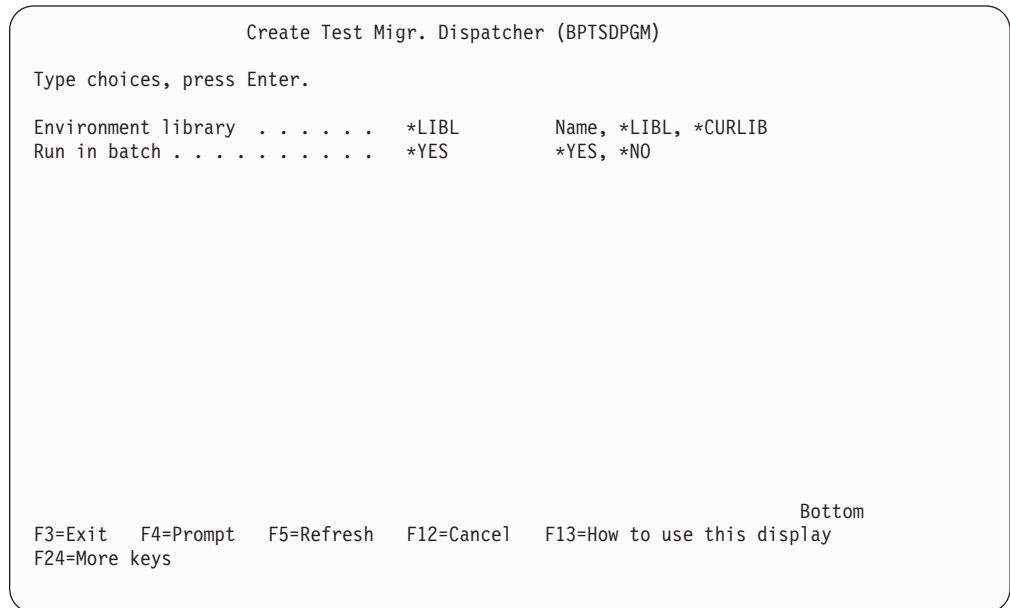 Create Test Migr. Dispatcher (BPTSDPGM)
Type choices, press Enter.
Environment library . . . . . . *LIBL Name, *LIBL, *CURLIB
Run in batch . . . . . . . . . . *YES *YES, *NO
Bottom
F3=Exit F4=Prompt F5=Refresh F12=Cancel F13=How to use this display
F24=More keys